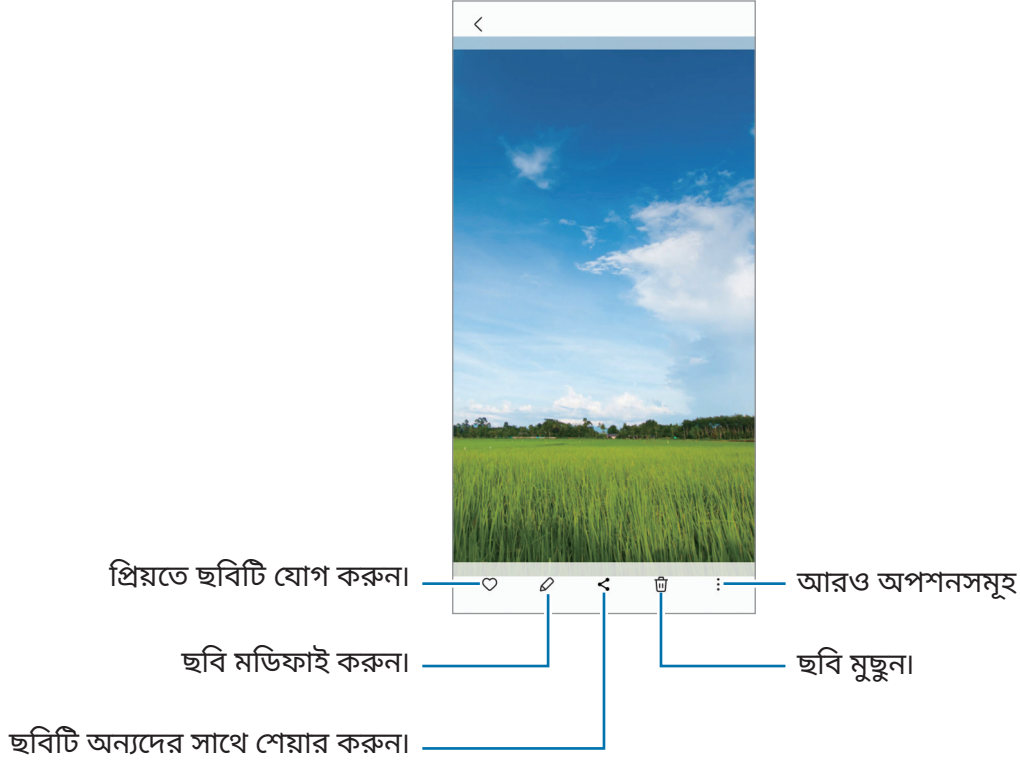 প্রিয়তে ছবিটি যোগ করুন।
আরও অপশনসমূহ
ছবি মডিফাই করুন।
ছবি মুছুন।
ছবিটি অন্যদের সাথে শেয়ার করুন।